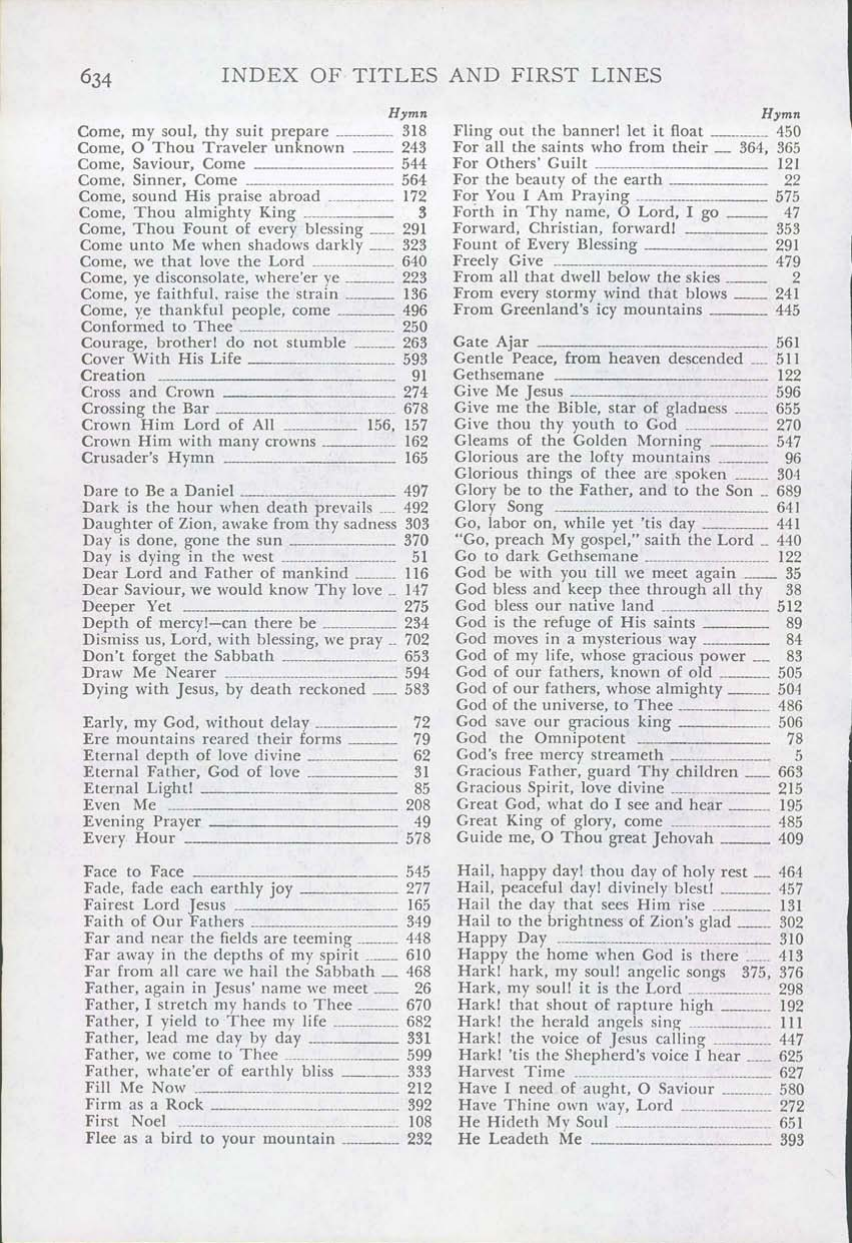 634 INDEX OF TITLES AND FIRST LINES
Hymn
Come, my soul, thy suit prepare 318
Come, O Thou Traveler unknown 243
Come, Saviour, Come 544
Come, Sinner, Come 564
Come, sound His praise abroad 172
Come, Thou almighty King 3
Come, Thou Fount of every blessing 291
Come unto Me when shadows darkly 323
Come, we that love the Lord 640
Come, ye disconsolate, where'er ye 223
Come, ye faithful, raise the strain 136
Come, ye thankful people, come 496
Conformed to Thee 250
Courage, brother! do not stumble 263
Cover With His Life 593
Creation 91
Cross and Crown 274
Crossing the Bar 678
Crown Him Lord of All 156, 157
Crown Him with many crowns 162
Crusader's Hymn 165
Dare to Be a Daniel 497
Dark is the hour when death prevails 492
Daughter of Zion, awake from thy sadness 303
Day is done, gone the sun 370
Day is dying in the west 51
Dear Lord and Father of mankind 116
Dear Saviour, we would know Thy love 147
Deeper Yet 275
Depth of mercy!—can there be 234
Dismiss us, Lord, with blessing, we pray 702
Don't forget the Sabbath 653
Draw Me Nearer 594
Dying with Jesus, by death reckoned 583
Early, my God, without delay 72
Ere mountains reared their forms 79
Eternal depth of love divine 62
Eternal Father, God of love 31
Eternal Light! 85
Even Me 208
Evening Prayer 49
Every Hour 578
Face to Face 545
Fade, fade each earthly joy 277
Fairest Lord Jesus 165
Faith of Our Fathers 349
Far and near the fields are teeming 448
Far away in the depths of my spirit 610
Far from all care we hail the Sabbath 468
Father, again in Jesus' name we meet 26
Father, I stretch my hands to Thee 670
Father, I yield to Thee my life 682
Father, lead me day by day 331
Father, we come to Thee 599
Father, whate'er of earthly bliss 333
Fill Me Now 212
Firm as a Rock 392
First Noel 108
Flee as a bird to your mountain 232
Hymn
Fling out the banner! let it float 450
For all the saints who from their 364, 365
For Others' Guilt 121
For the beauty of the earth 22
For You I Am Praying 575
Forth in Thy name, O Lord, I go 47
Forward, Christian, forward! 353
Fount of Every Blessing 291
Freely Give 479
From all that dwell below the skies 2
From every stormy wind that blows 241
From Greenland's icy mountains 445
Gate Ajar 561
Gentle Peace, from heaven descended 511
Gethsemane 122
Give Me Jesus 596
Give me the Bible, star of gladness 655
Give thou thy youth to God 270
Gleams of the Golden Morning 547
Glorious are the lofty mountains 96
Glorious things of thee are spoken 304
Glory be to the Father, and to the Son 689
Glory Song 641
Go, labor on, while yet 'tis day 441
"Go, preach My gospel," saith the Lord 440
Go to dark Gethsemane 122
God be with you till we meet again 35
God bless and keep thee through all thy 38
God bless our native land 512
God is the refuge of His saints 89
God moves in a mysterious way 84
God of my life, whose gracious power 83
God of our fathers, known of old 505
God of our fathers, whose almighty 504
God of the universe, to Thee 486
God save our gracious king 506
God the Omnipotent 78
God's free mercy streameth 5
Gracious Father, guard Thy children 663
Gracious Spirit, love divine 215
Great God, what do I see and hear 195
Great King of glory, come 485
Guide me, O Thou great Jehovah 409
Hail, happy day! thou day of holy rest 464
Hail, peaceful day! divinely blest! 457
Hail the day that sees Him rise 131
Hail to the brightness of Zion's glad 302
Happy Day 310
Happy the home when God is there 413
Hark! hark, my soul! angelic songs 375, 376
Hark, my soul! it is the Lord 298
Hark! that shout of rapture high 192
Hark! the herald angels sing 111
Hark! the voice of Jesus calling 447
Hark! 'tis the Shepherd's voice I hear 625
Harvest Time 627
Have I need of aught, O Saviour 580
Have Thine own way, Lord 272
He Hideth My Soul 651
He Leadeth Me 393